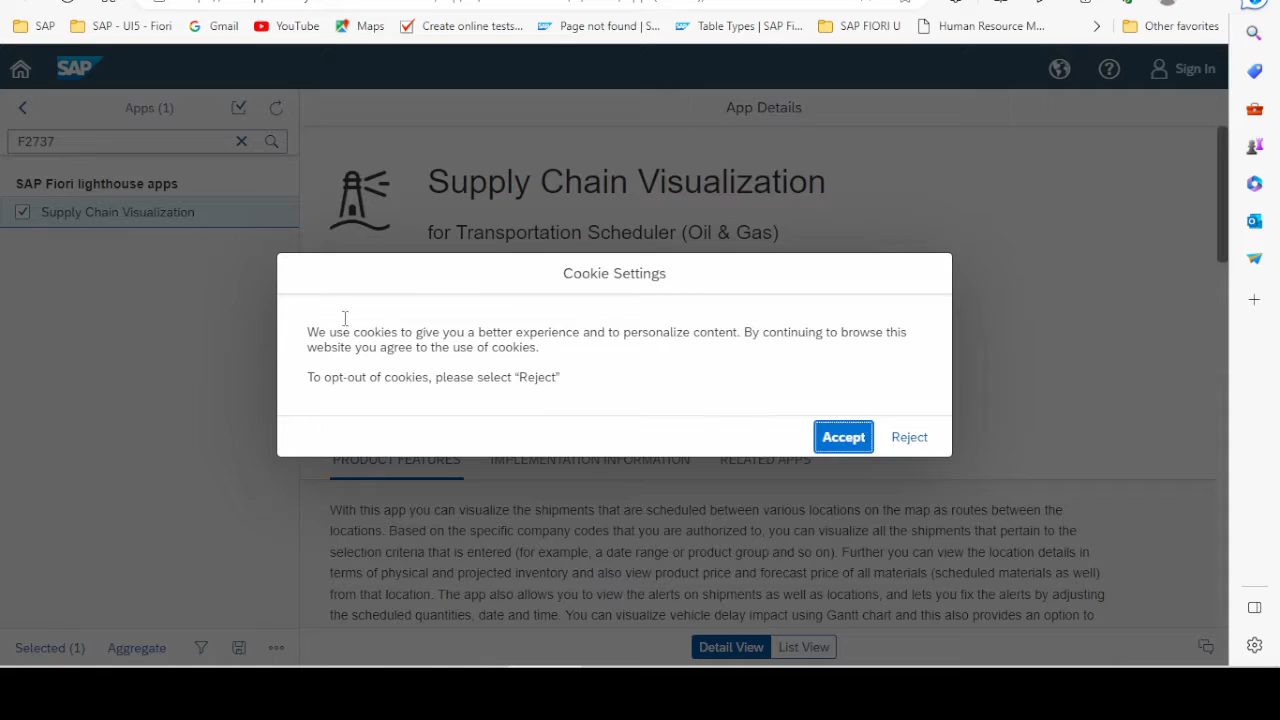 SAP
SAP - UI5 - Fiori
Gmail
YouTube
Maps
Create online tests...
Page not found | S...
Table Types | SAP Fi...
SAP FIORI U
Human Resource M...
Other favorites
SAP
Sign In
Apps (1)
App Details
F2737
SAP Fiori lighthouse apps
Supply Chain Visualization
Supply Chain Visualization
for Transportation Scheduler (Oil & Gas)
Cookie Settings
We use cookies to give you a better experience and to personalize content. By continuing to browse this
website you agree to the use of cookies.
To opt-out of cookies, please select “Reject”
Accept
Reject
PRODUCT FEATURES
IMPLEMENTATION INFORMATION
RELATED APPS
With this app you can visualize the shipments that are scheduled between various locations on the map as routes between the
locations. Based on the specific company codes that you are authorized to, you can visualize all the shipments that pertain to the
selection criteria that is entered (for example, a date range or product group and so on). Further you can view the location details in
terms of physical and projected inventory and also view product price and forecast price of all materials (scheduled materials as well)
from that location. The app also allows you to view the alerts on shipments as well as locations, and lets you fix the alerts by adjusting
the scheduled quantities, date and time. You can visualize vehicle delay impact using Gantt chart and this also provides an option to
Selected (1)
Aggregate
Detail View
List View